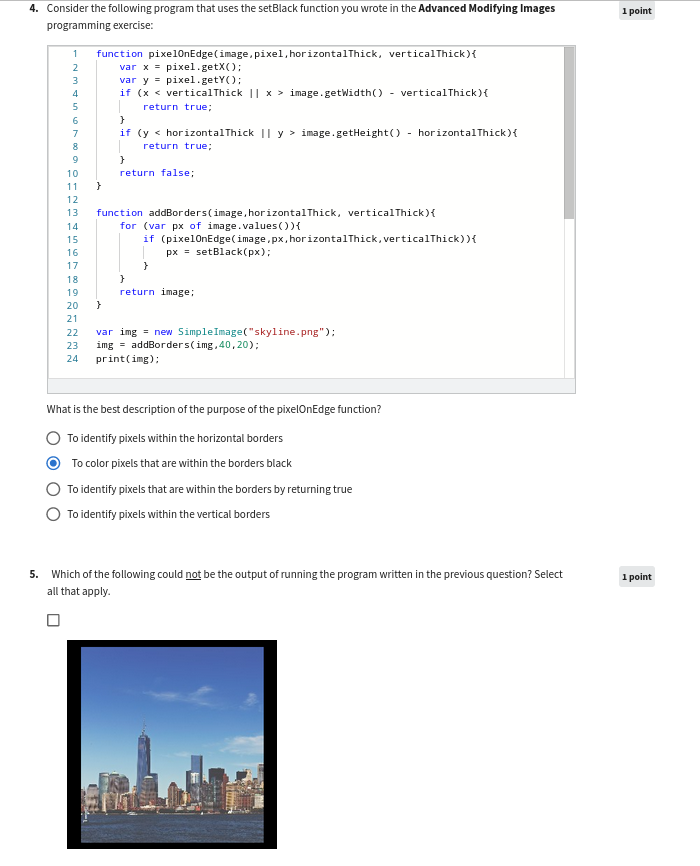 4. Consider the following program that uses the setBlack function you wrote in the Advanced Modifying Images
programming exercise:
1 point
1 function pixelOnEdge(image,pixel,horizontalThick, verticalThick){
2 var x = pixel.getX();
3 var y = pixel.getY();
4 if (x < verticalThick || x > image.getWidth() - verticalThick){
5 return true;
6 }
7 if (y < horizontalThick || y > image.getHeight() - horizontalThick){
8 return true;
9 }
10 return false;
11 }
12
13 function addBorders(image,horizontalThick, verticalThick){
14 for (var px of image.values()){
15 if (pixelOnEdge(image,px,horizontalThick,verticalThick)){
16 px = setBlack(px);
17 }
18 }
19 return image;
20 }
21
22 var img = new SimpleImage("skyline.png");
23 img = addBorders(img,40,20);
24 print(img);
What is the best description of the purpose of the pixelOnEdge function?
To identify pixels within the horizontal borders
To color pixels that are within the borders black
To identify pixels that are within the borders by returning true
To identify pixels within the vertical borders
5. Which of the following could not be the output of running the program written in the previous question? Select
all that apply.
1 point